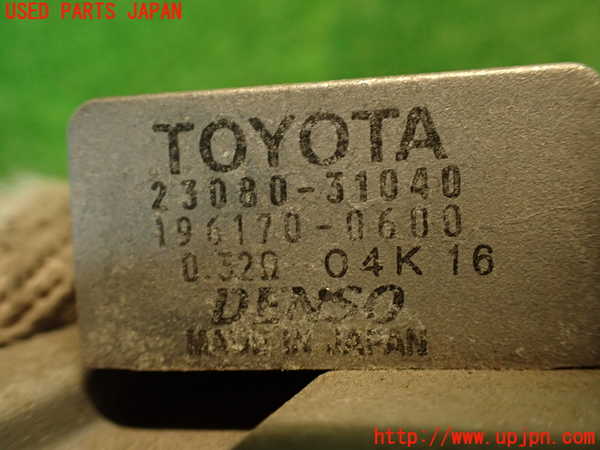 USED PARTS JAPAN
TOYOTA
23080-31040
196170-0600
0.32Ω 04K16
DENSO
MADE IN JAPAN
http://www.upjpn.com/